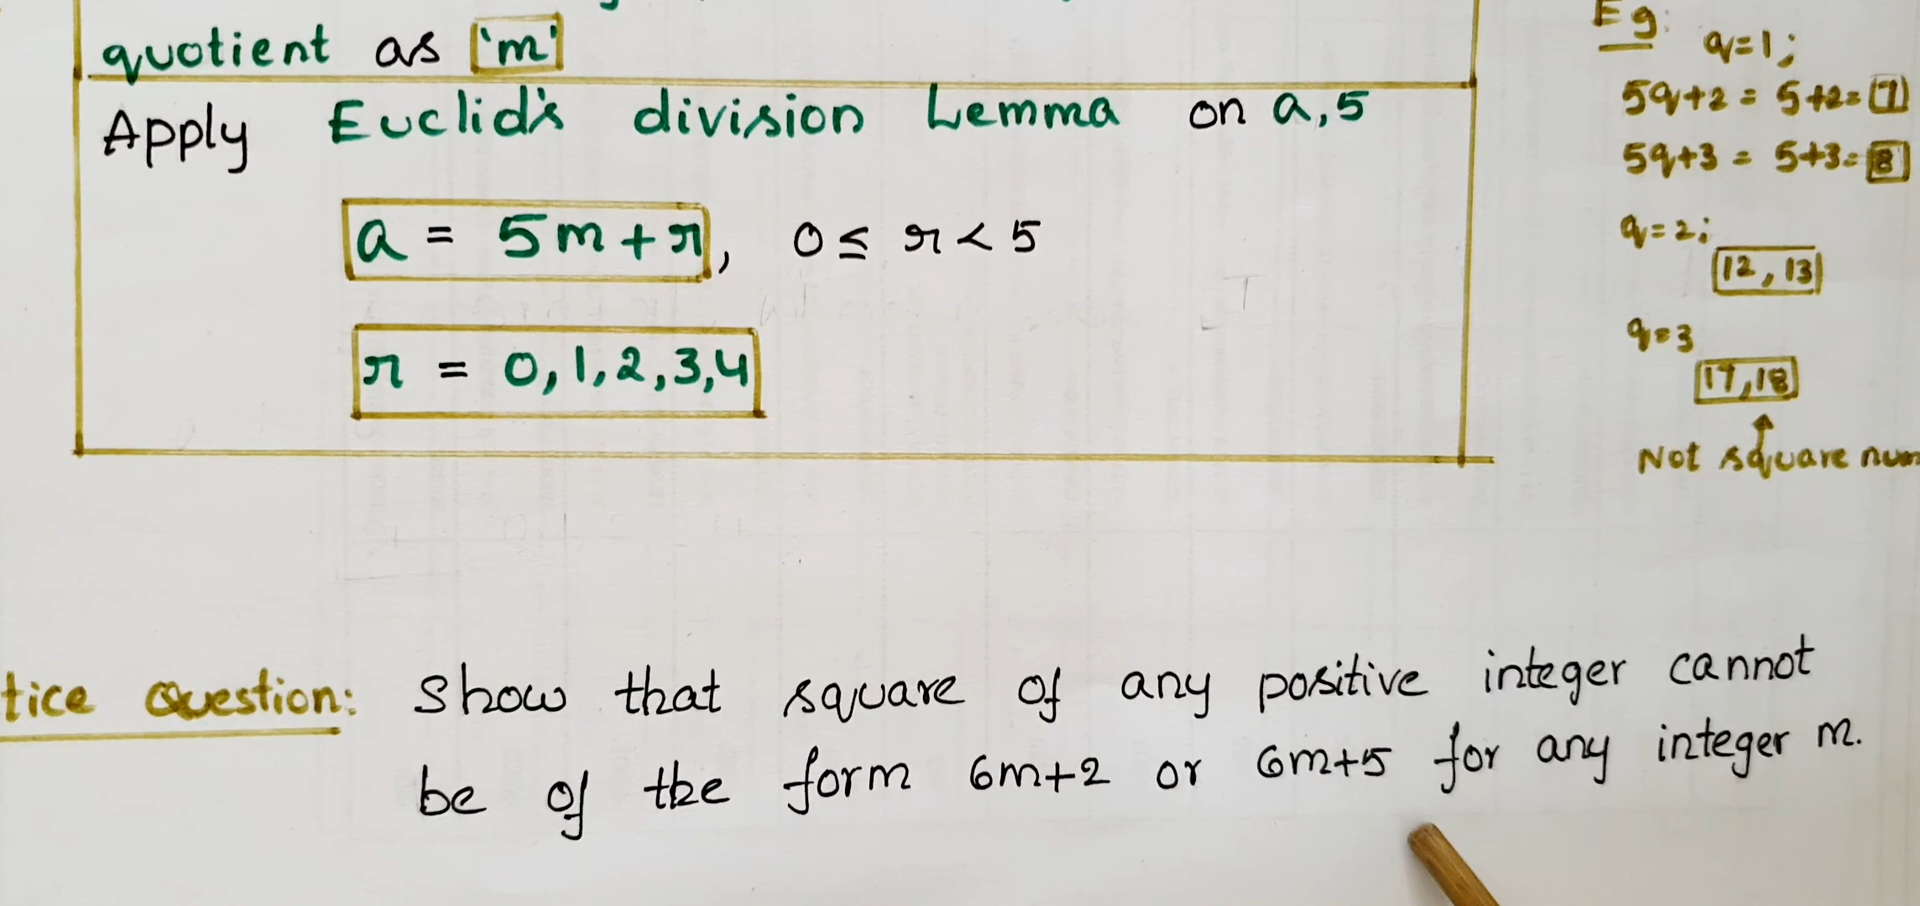 quotient as 'm'
Apply Euclid's division Lemma on a, 5
a = 5m + r, 0 ≤ r < 5
r = 0, 1, 2, 3, 4
Eg: q = 1;
5q+2 = 5+2 = 7
5q+3 = 5+3 = 8
q = 2;
12, 13
q = 3
17, 18
Not square num
tice Question: Show that square of any positive integer cannot
be of the form 6m+2 or 6m+5 for any integer m.